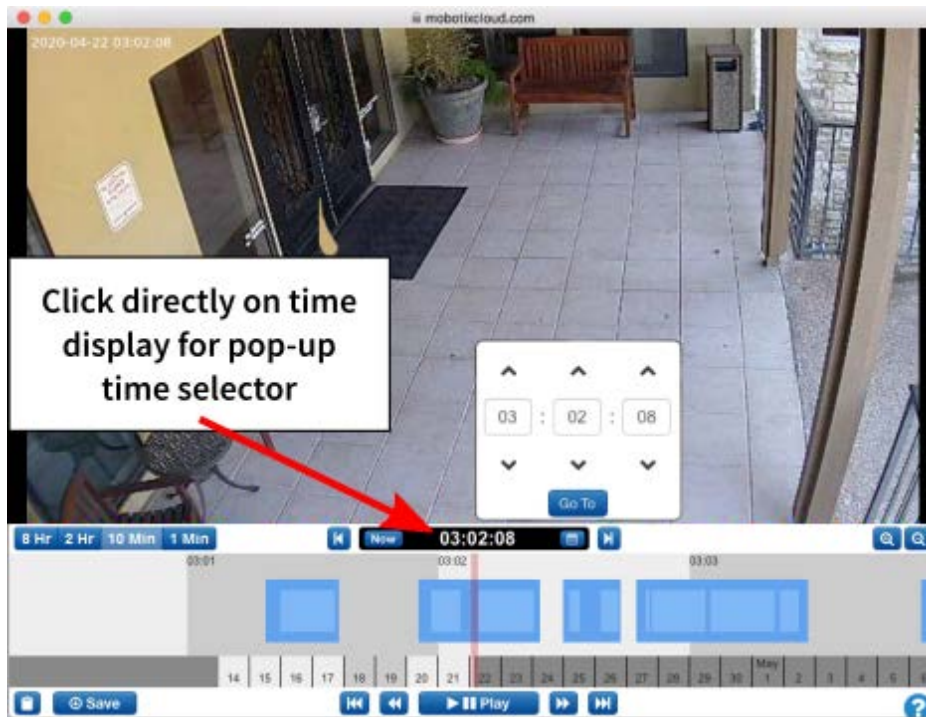 mobotixcloud.com
2020-04-22 03:02:08
Click directly on time
display for pop-up
time selector
03 : 02 : 08
Go To
8 Hr 2 Hr 10 Min 1 Min
Now 03:02:08
03:01 03:02 03:03
May
14 15 16 17 18 19 20 21 22 23 24 25 26 27 28 29 30 1 2 3 4 5
Save Play ?